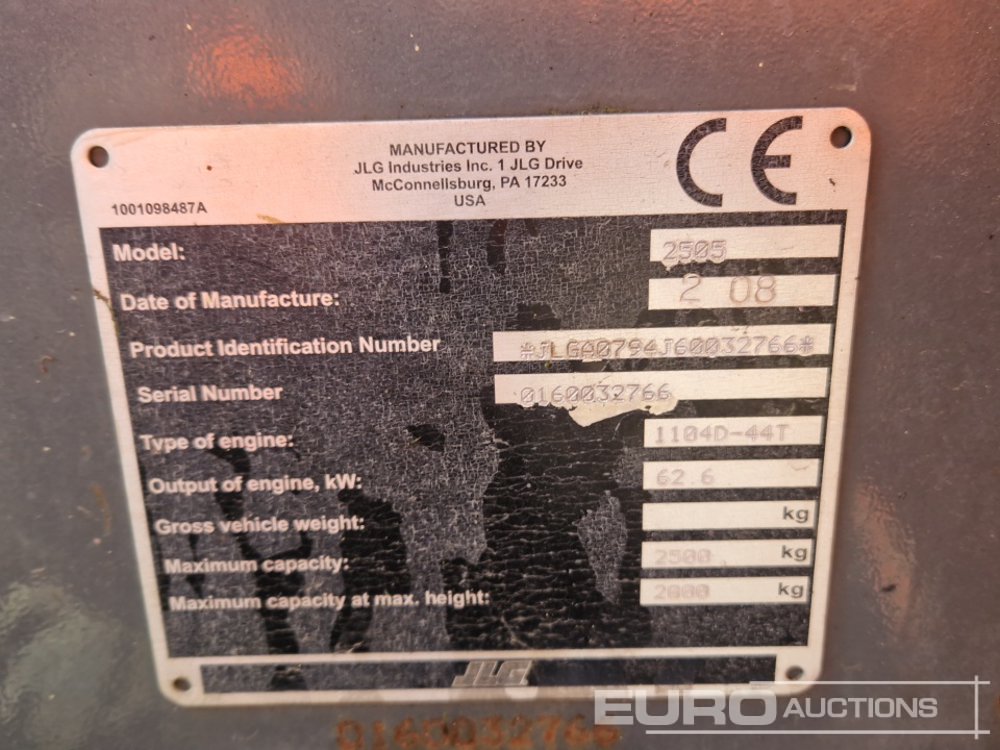 MANUFACTURED BY
JLG Industries Inc. 1 JLG Drive
McConnellsburg, PA 17233
USA
CE
1001098487A
Model: 2505
Date of Manufacture: 2 08
Product Identification Number *JLGA0794J60032766*
Serial Number 0160032766
Type of engine: 1104D-44T
Output of engine, kW: 62.6
Gross vehicle weight: kg
Maximum capacity: 2500 kg
Maximum capacity at max. height: 2000 kg
JLG
0160032766
EURO AUCTIONS